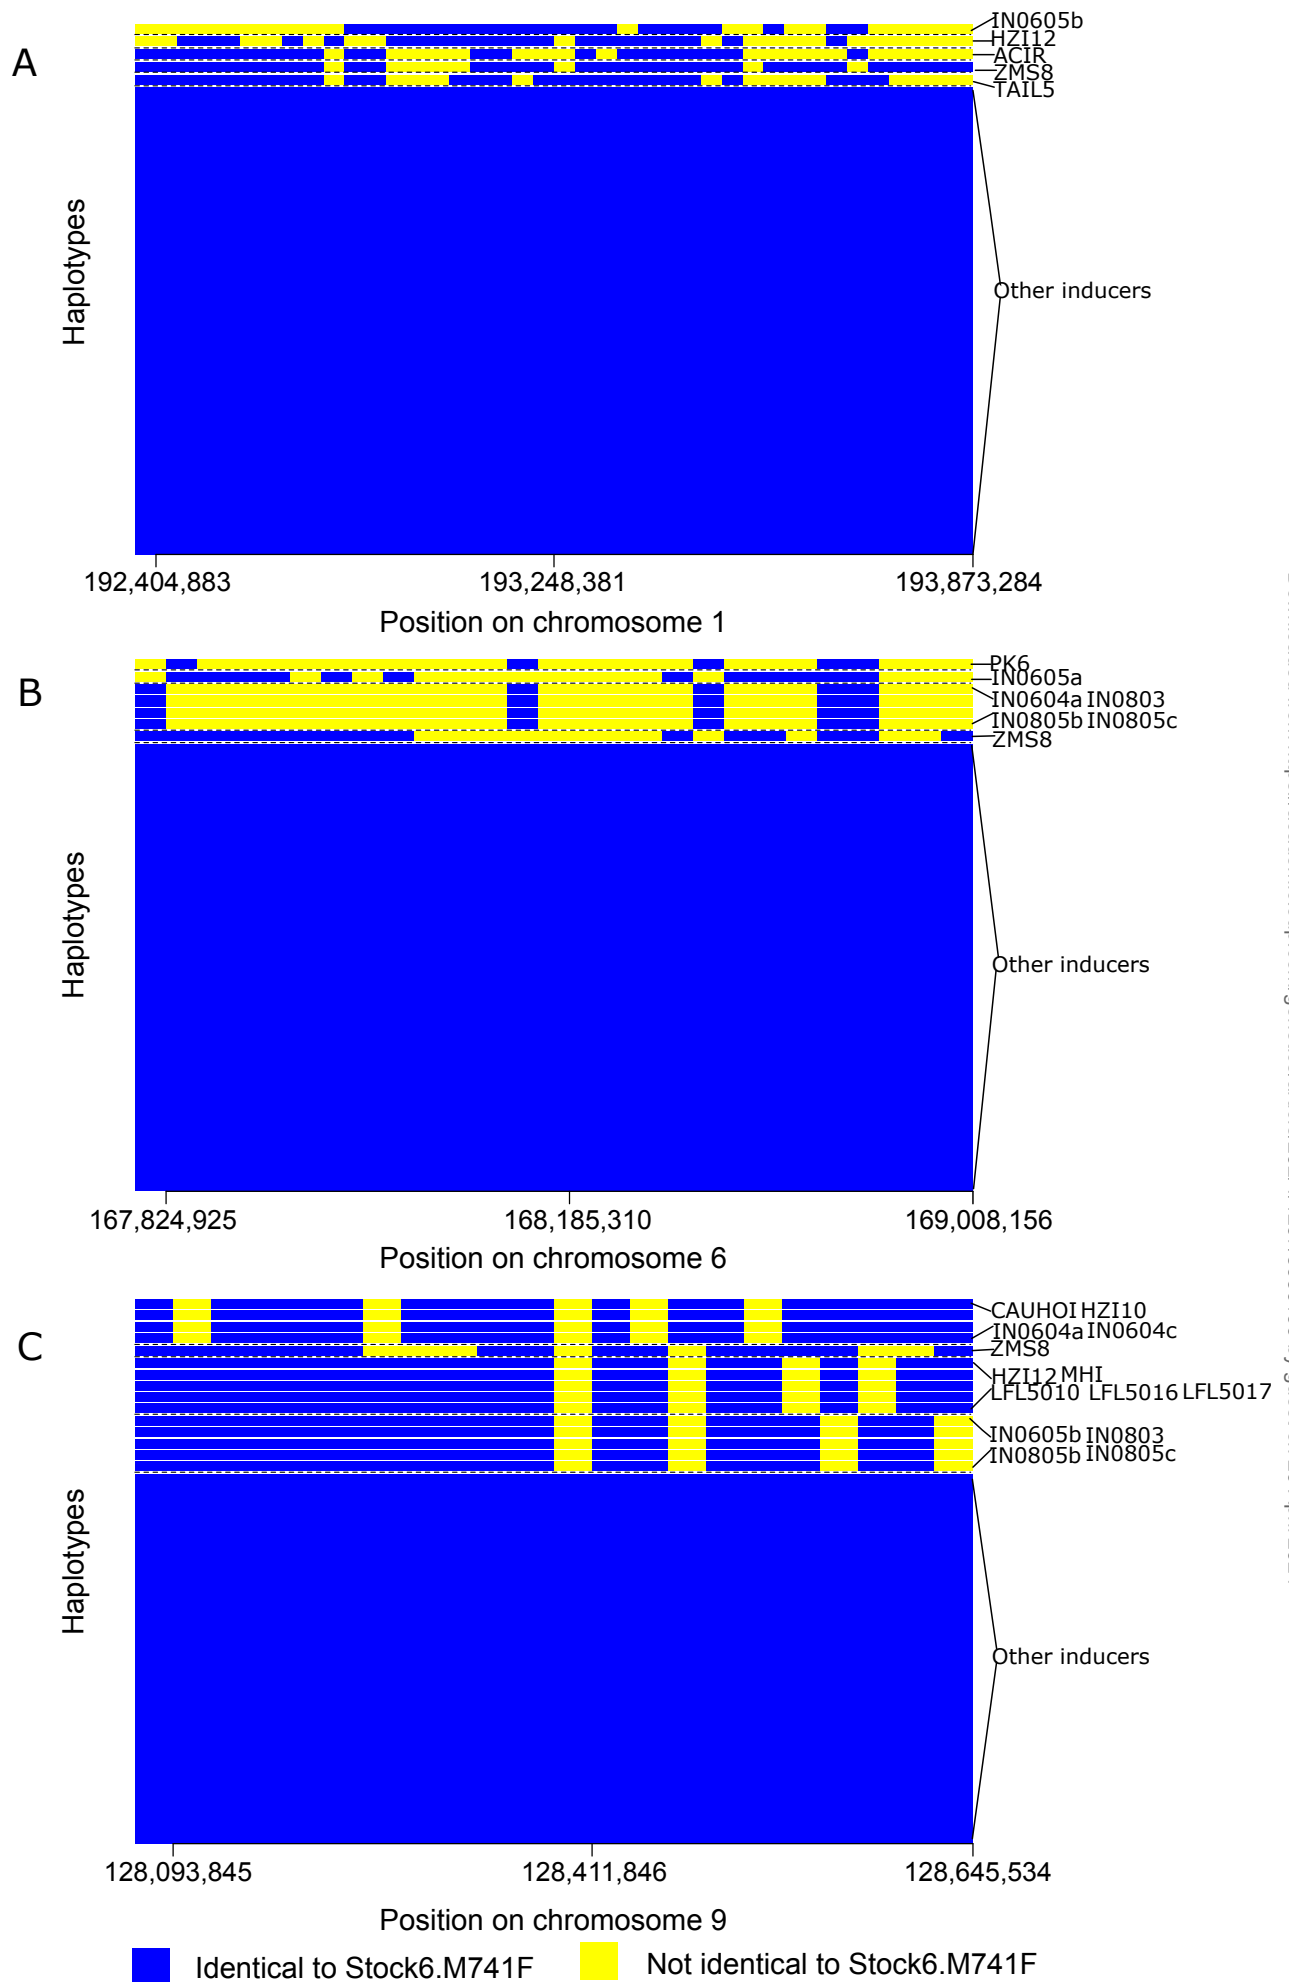 A
IN0605b
HZI12
ACIR
ZMS8
TAIL5
Haplotypes
Other inducers
192,404,883 193,248,381 193,873,284
Position on chromosome 1
B
PK6
IN0605a
IN0604a IN0803
IN0805b IN0805c
ZMS8
Haplotypes
Other inducers
167,824,925 168,185,310 169,008,156
Position on chromosome 6
C
CAUHOI HZI10
IN0604a IN0604c
ZMS8
HZI12 MHI
LFL5010 LFL5016 LFL5017
IN0605b IN0803
IN0805b IN0805c
Haplotypes
Other inducers
128,093,845 128,411,846 128,645,534
Position on chromosome 9
Identical to Stock6.M741F Not identical to Stock6.M741F